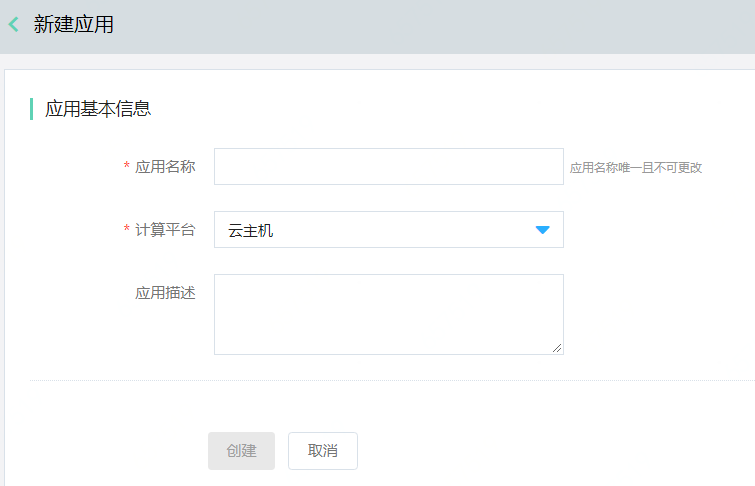 新建应用
应用基本信息
* 应用名称 应用名称唯一且不可更改
* 计算平台 云主机
应用描述
创建 取消